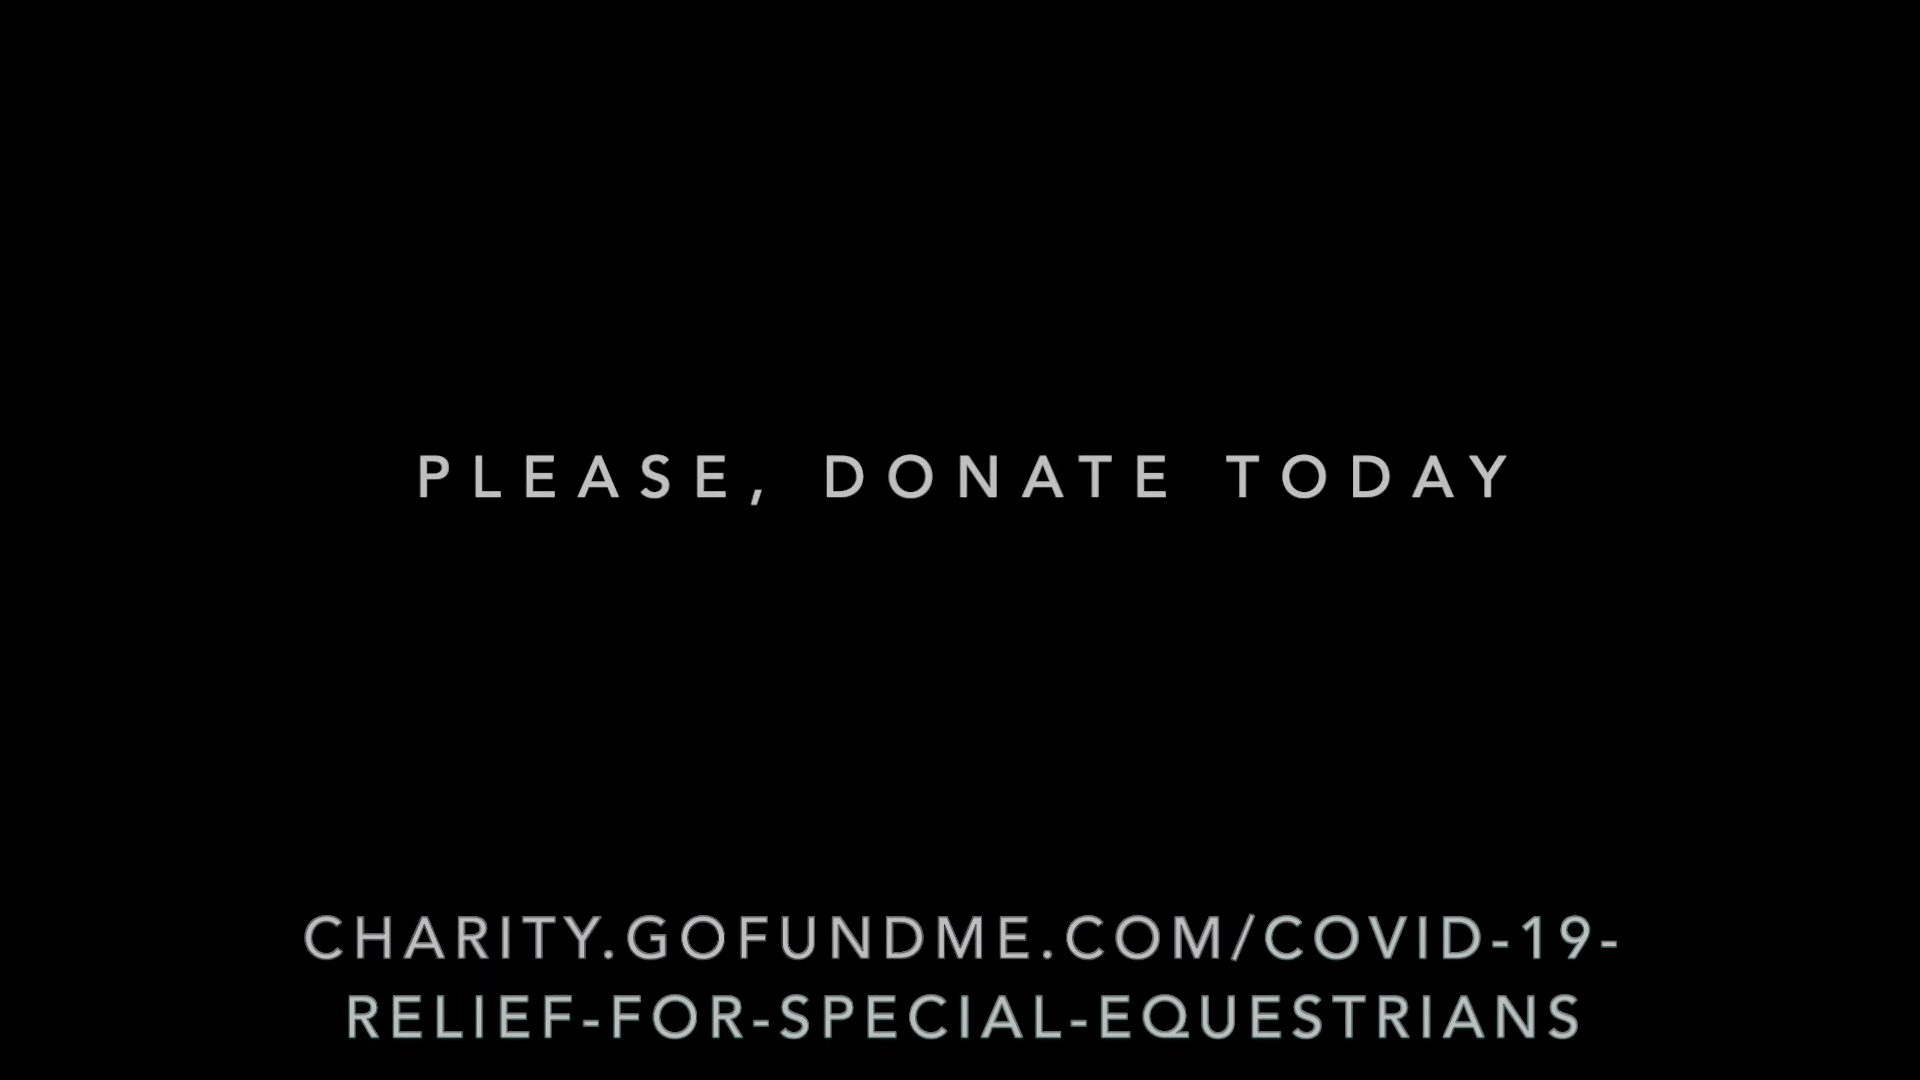 PLEASE, DONATE TODAY
CHARITY.GOFUNDME.COM/COVID-19-
RELIEF-FOR-SPECIAL-EQUESTRIANS